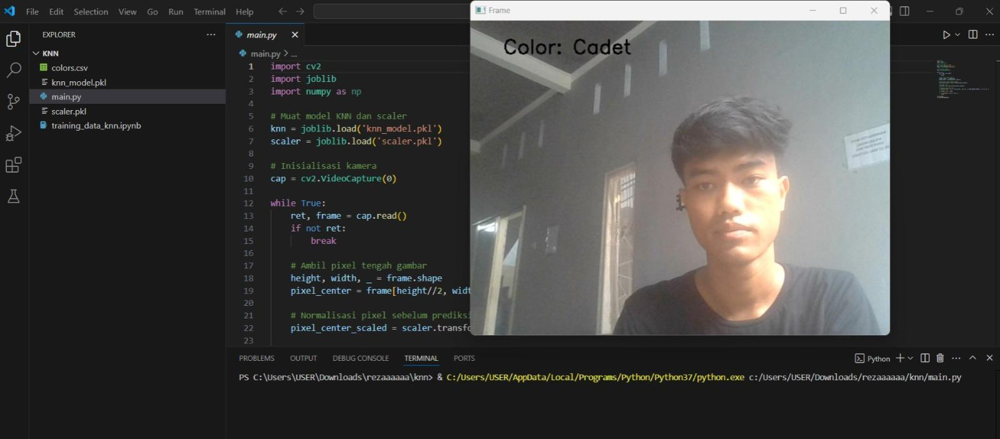 File Edit Selection View Go Run Terminal Help
Frame
EXPLORER
KNN
colors.csv
knn_model.pkl
main.py
scaler.pkl
training_data_knn.ipynb
main.py
main.py > ...
1 import cv2
2 import joblib
3 import numpy as np
4
5 # Muat model KNN dan scaler
6 knn = joblib.load('knn_model.pkl')
7 scaler = joblib.load('scaler.pkl')
8
9 # Inisialisasi kamera
10 cap = cv2.VideoCapture(0)
11
12 while True:
13 ret, frame = cap.read()
14 if not ret:
15 break
16
17 # Ambil pixel tengah gambar
18 height, width, _ = frame.shape
19 pixel_center = frame[height//2, widt
20
21 # Normalisasi pixel sebelum prediksi
22 pixel_center_scaled = scaler.transfo
23
Color: Cadet
PROBLEMS OUTPUT DEBUG CONSOLE TERMINAL PORTS
Python
PS C:\Users\USER\Downloads\rezaaaaaa\knn> & C:/Users/USER/AppData/Local/Programs/Python/Python37/python.exe c:/Users/USER/Downloads/rezaaaaaa/knn/main.py